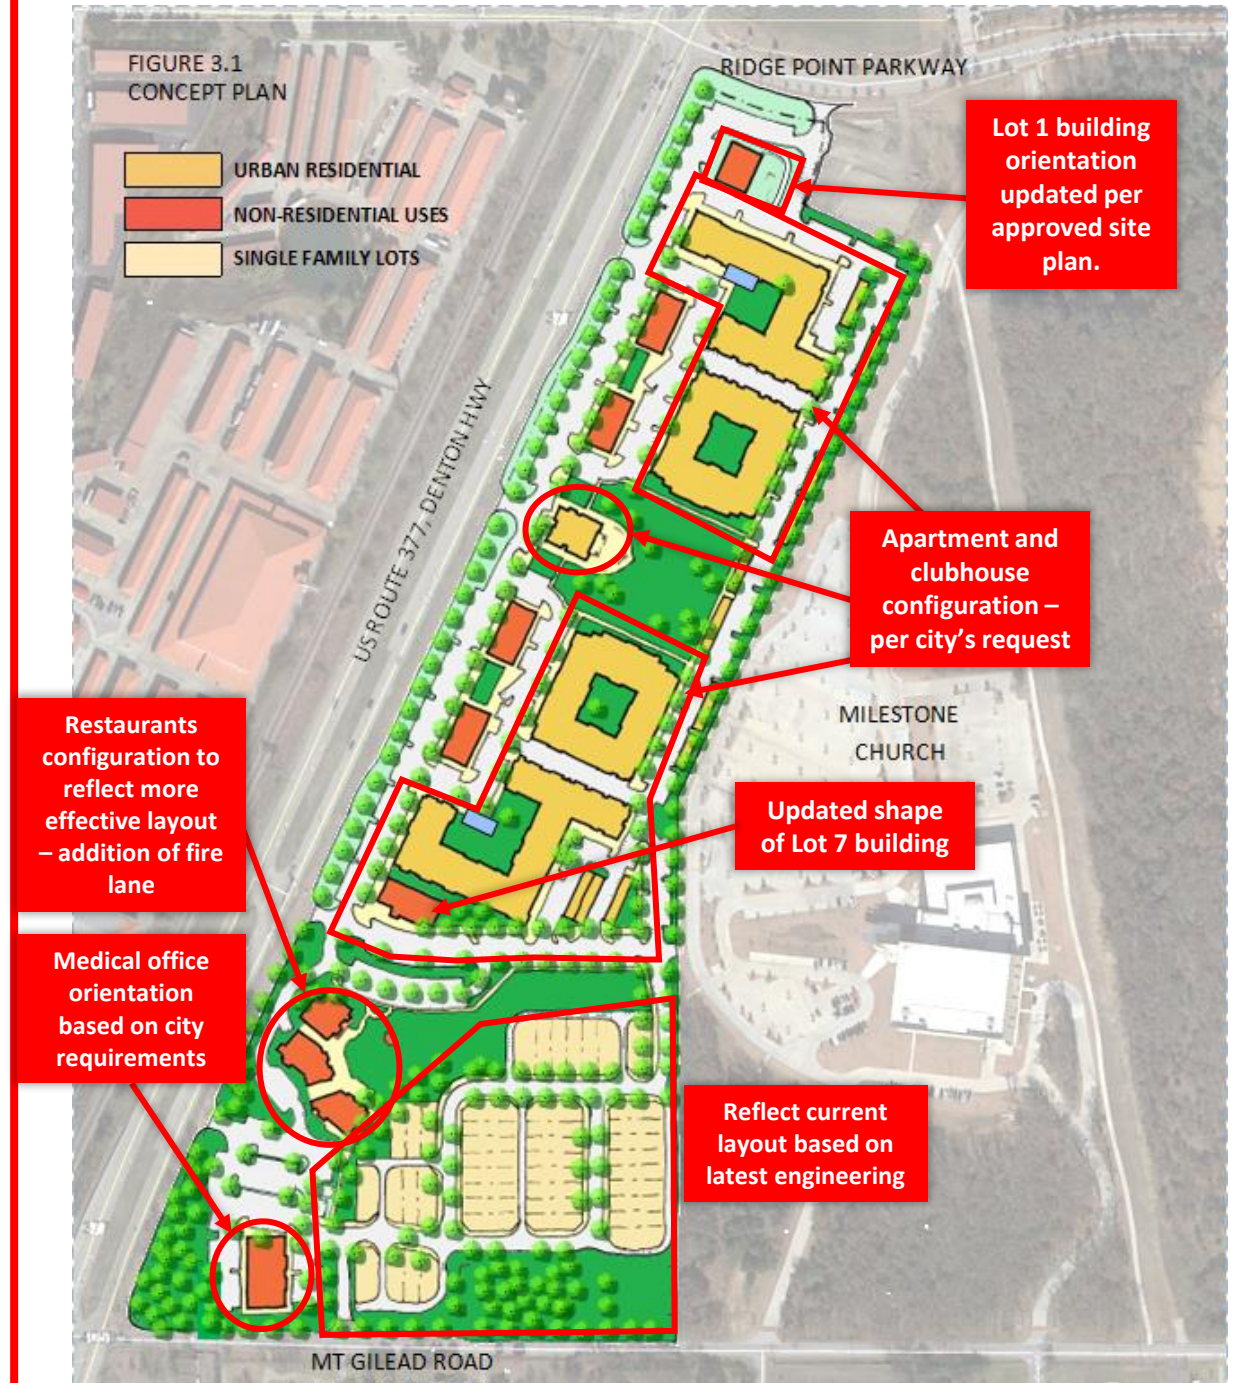 FIGURE 3.1
CONCEPT PLAN
URBAN RESIDENTIAL
NON-RESIDENTIAL USES
SINGLE FAMILY LOTS
RIDGE POINT PARKWAY
Lot 1 building
orientation
updated per
approved site
plan.
US ROUTE 377, DENTON HWY
Apartment and
clubhouse
configuration –
per city’s request
MILESTONE
CHURCH
Restaurants
configuration to
reflect more
effective layout
– addition of fire
lane
Updated shape
of Lot 7 building
Medical office
orientation
based on city
requirements
Reflect current
layout based on
latest engineering
MT GILEAD ROAD